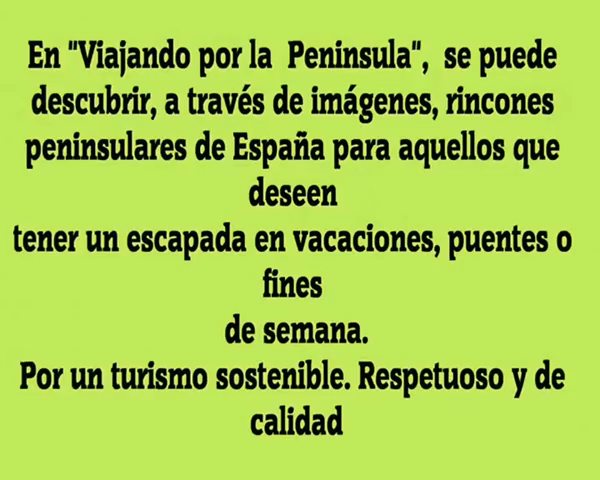 En "Viajando por la  Peninsula",  se puede
descubrir, a través de imágenes, rincones
peninsulares de España para aquellos que
deseen
tener un escapada en vacaciones, puentes o
fines
de semana.
Por un turismo sostenible. Respetuoso y de
calidad